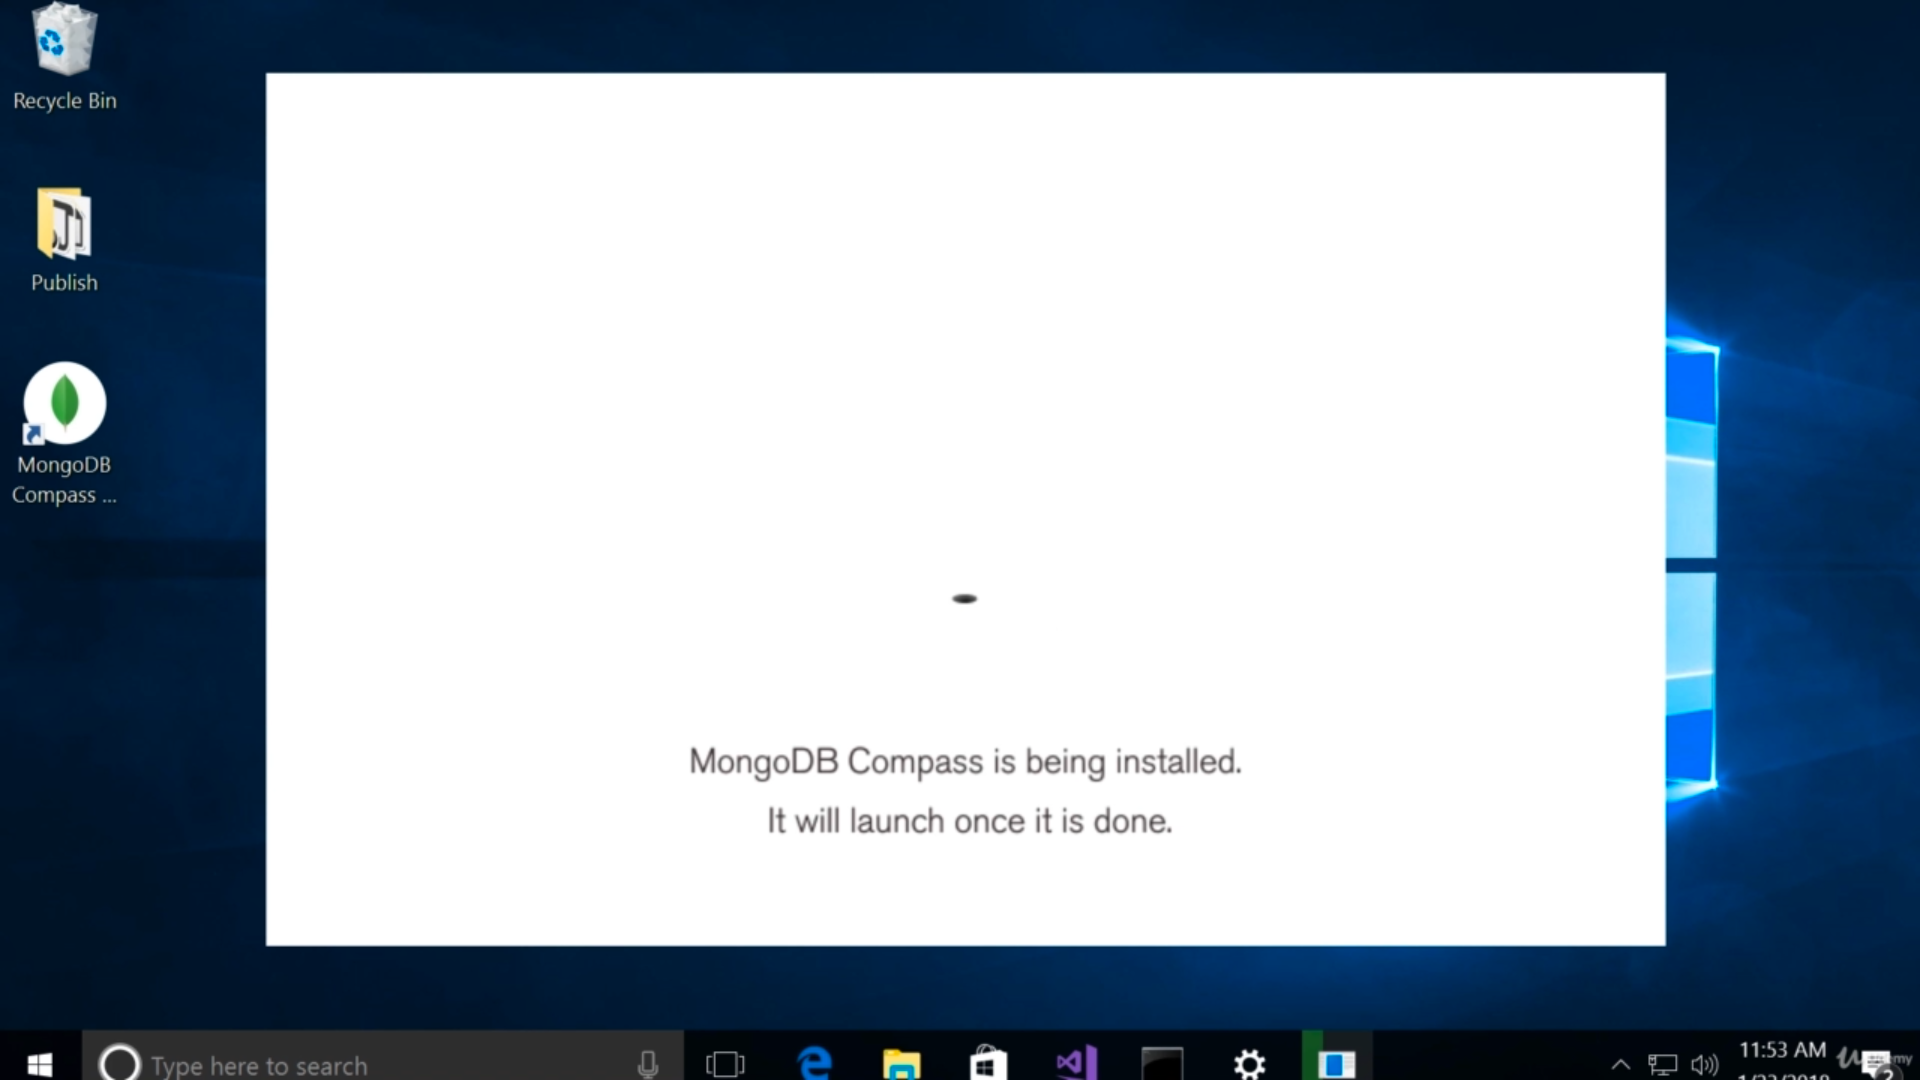 Recycle Bin
Publish
MongoDB
Compass ...
MongoDB Compass is being installed.
It will launch once it is done.
Type here to search
11:53 AM